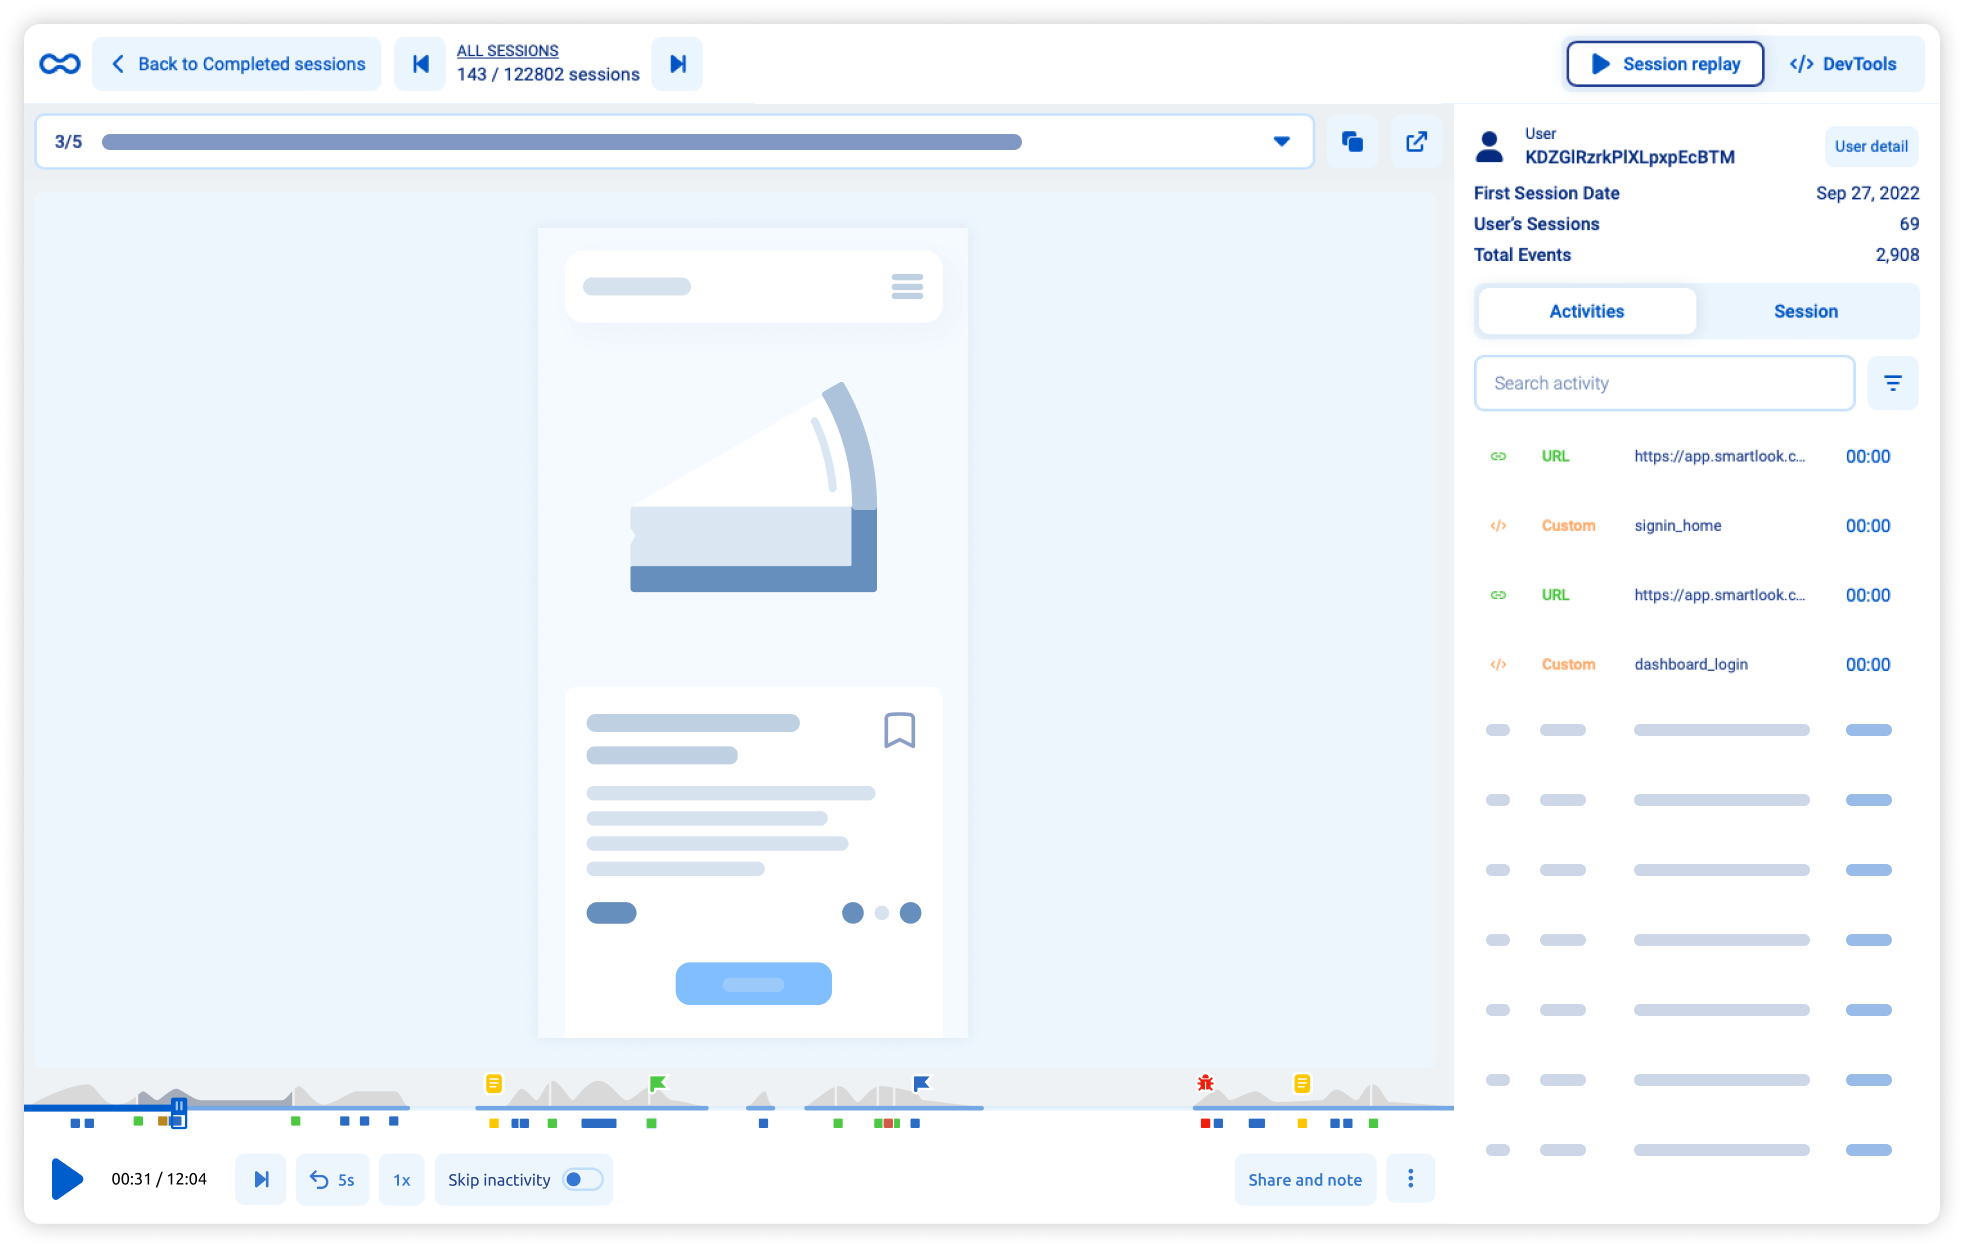 Back to Completed sessions
ALL SESSIONS
143 / 122802 sessions
Session replay
</> DevTools
3/5
User
KDZGlRzrkPlXLpxpEcBTM
User detail
First Session Date Sep 27, 2022
User's Sessions 69
Total Events 2,908
Activities Session
Search activity
URL https://app.smartlook.c... 00:00
</> Custom signin_home 00:00
URL https://app.smartlook.c... 00:00
</> Custom dashboard_login 00:00
00:31 / 12:04 5s 1x Skip inactivity Share and note